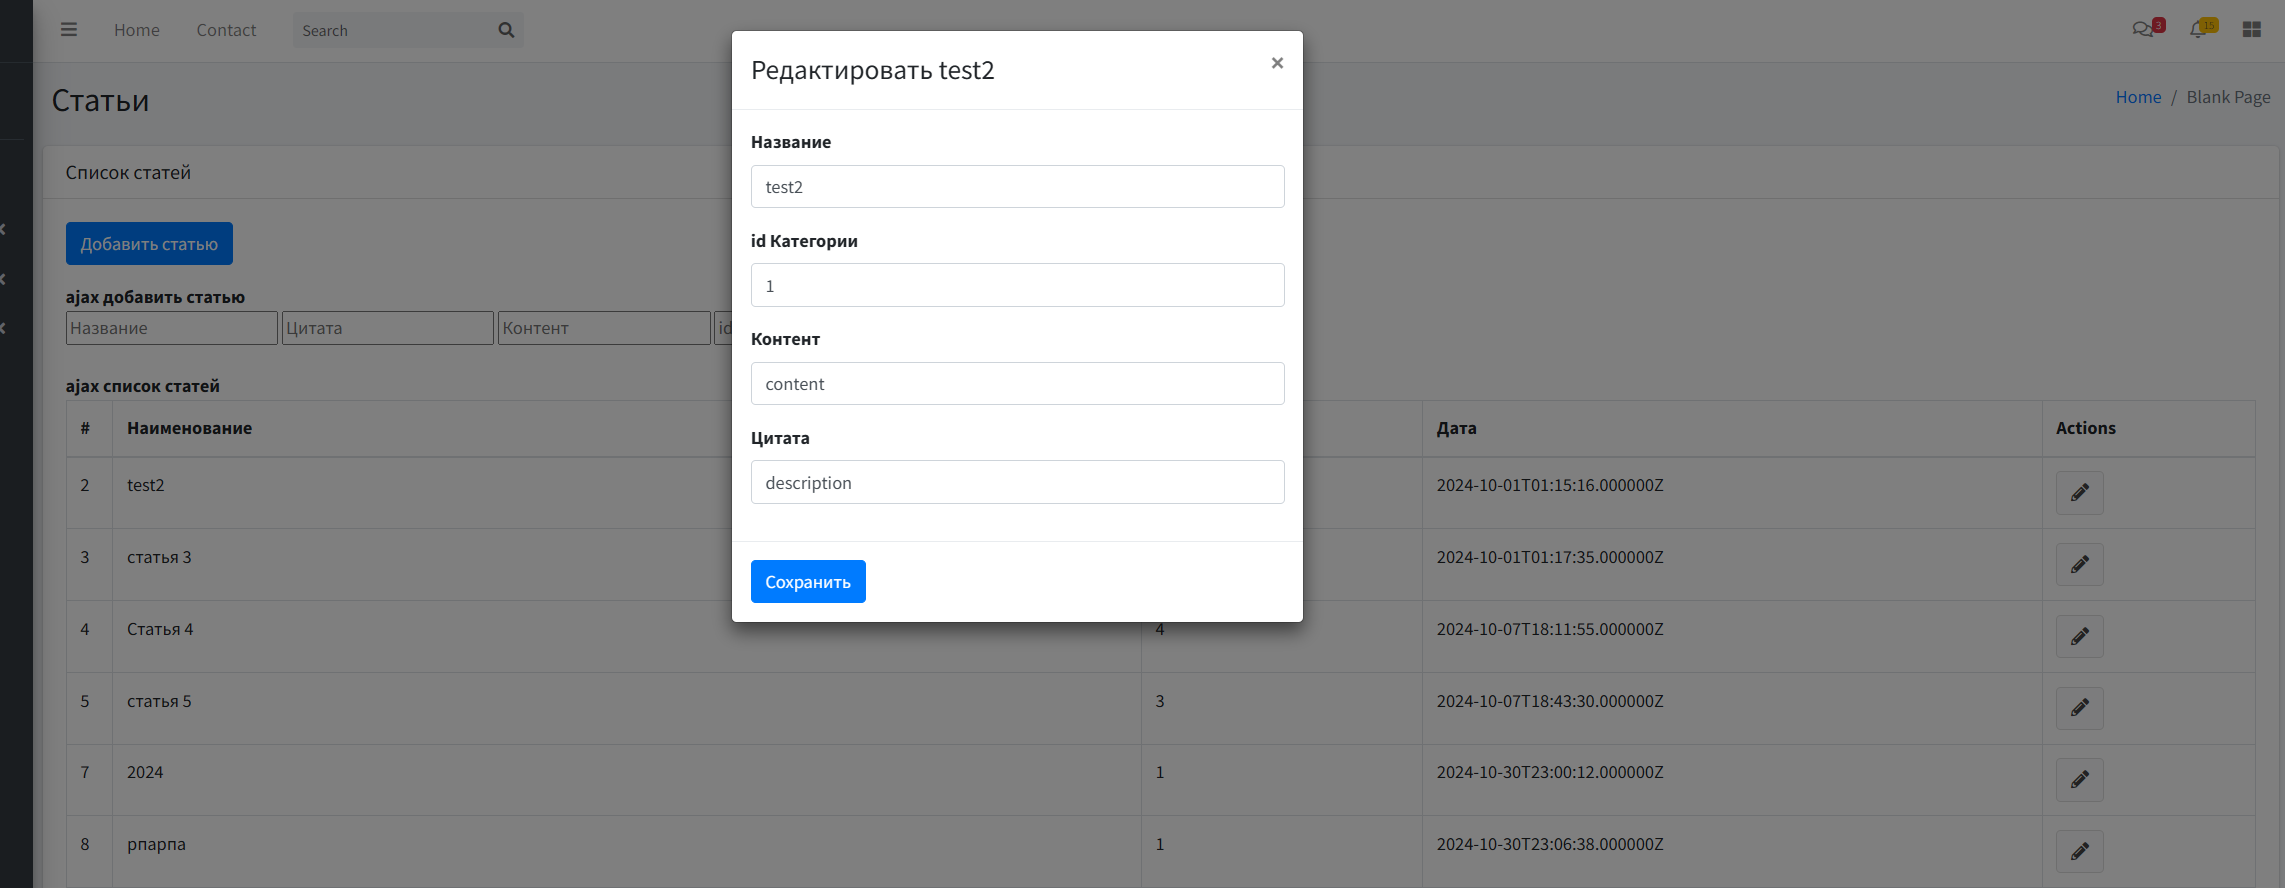 Home Contact Search 3 15
Статьи
Home / Blank Page
Список статей
Добавить статью
ajax добавить статью
Название Цитата Контент id
ajax список статей
# Наименование Дата Actions
2 test2 2024-10-01T01:15:16.000000Z
3 статья 3 2024-10-01T01:17:35.000000Z
4 Статья 4 4 2024-10-07T18:11:55.000000Z
5 статья 5 3 2024-10-07T18:43:30.000000Z
7 2024 1 2024-10-30T23:00:12.000000Z
8 рпарпа 1 2024-10-30T23:06:38.000000Z
Редактировать test2 ×
Название
test2
id Категории
1
Контент
content
Цитата
description
Сохранить